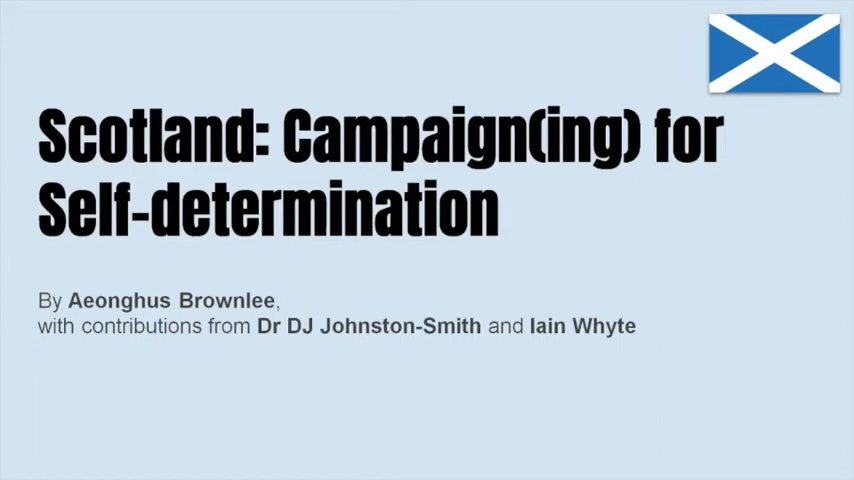 Scotland: Campaign(ing) for
Self-determination
By Aeonghus Brownlee,
with contributions from Dr DJ Johnston-Smith and Iain Whyte